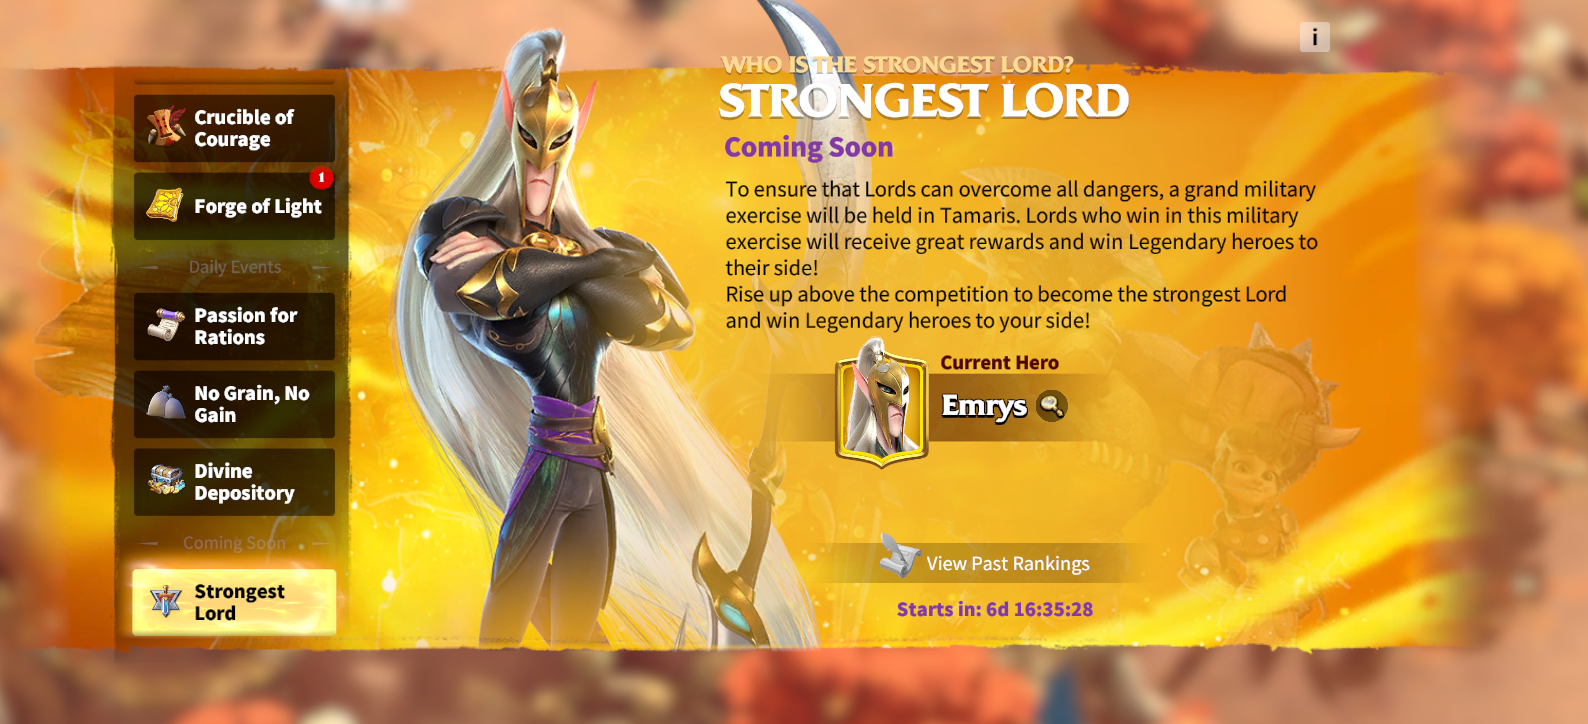 Crucible of
Courage
1
Forge of Light
Daily Events
Passion for
Rations
No Grain, No
Gain
Divine
Depository
Coming Soon
Strongest
Lord
i
WHO IS THE STRONGEST LORD?
STRONGEST LORD
Coming Soon
To ensure that Lords can overcome all dangers, a grand military
exercise will be held in Tamaris. Lords who win in this military
exercise will receive great rewards and win Legendary heroes to
their side!
Rise up above the competition to become the strongest Lord
and win Legendary heroes to your side!
Current Hero
Emrys
View Past Rankings
Starts in: 6d 16:35:28